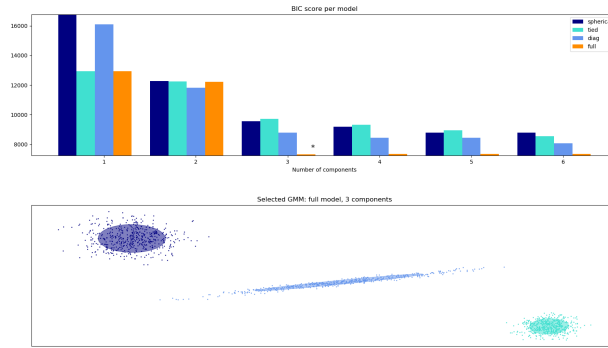 BIC score per model
16000
14000
12000
10000
8000
tied
diag
full
*
1 2 3 4 5 6
Number of components
Selected GMM: full model, 3 components